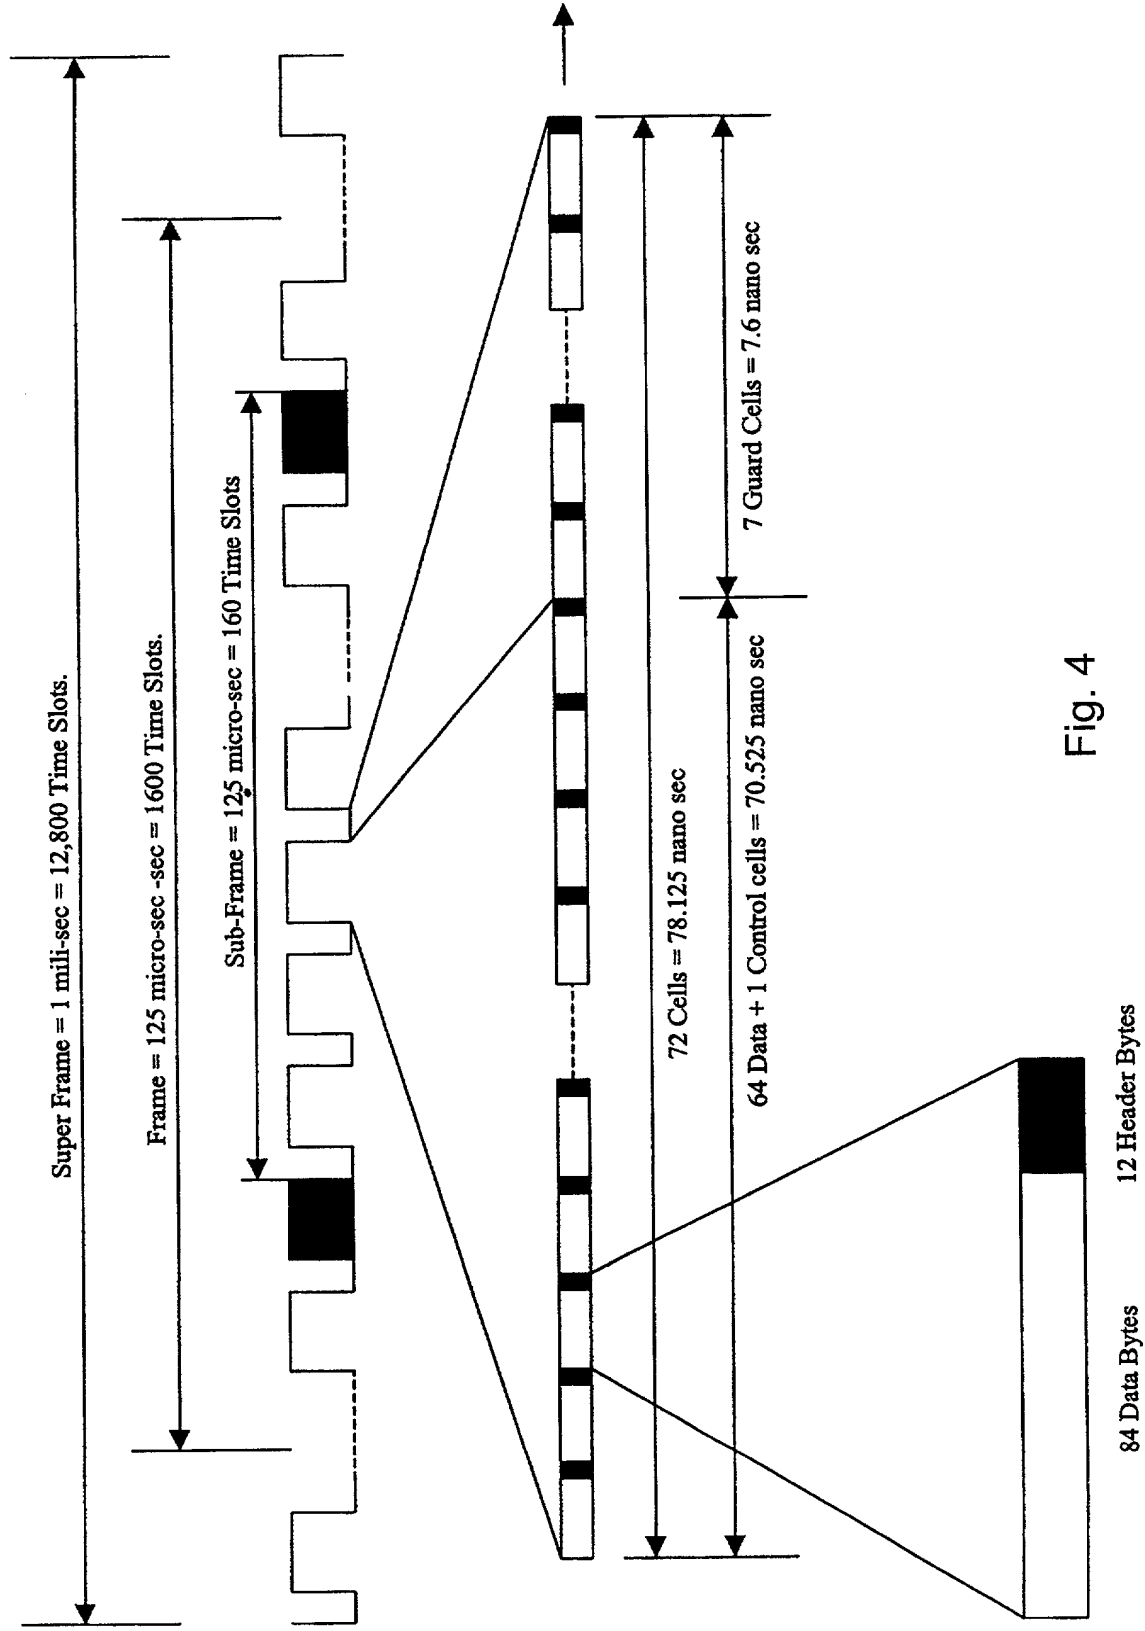 Super Frame = 1 mili-sec = 12,800 Time Slots.
Frame = 125 micro-sec -sec = 1600 Time Slots.
Sub-Frame = 12.5 micro-sec = 160 Time Slots
72 Cells = 78.125 nano sec
64 Data + 1 Control cells = 70.525 nano sec
7 Guard Cells = 7.6 nano sec
84 Data Bytes
12 Header Bytes
Fig. 4